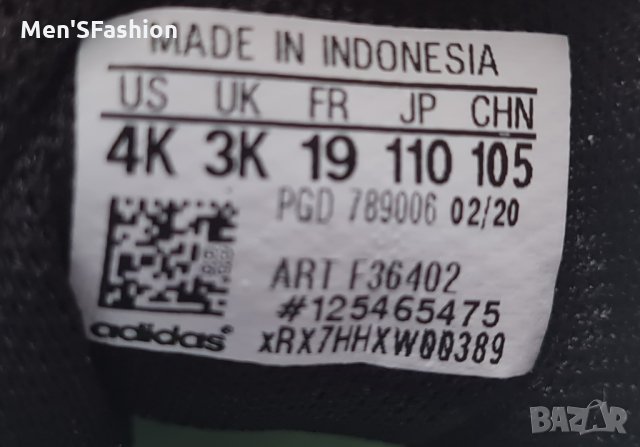 Men'SFashion
MADE IN INDONESIA
US UK FR JP CHN
4K 3K 19 110 105
PGD 789006 02/20
ART F36402
#125465475
adidas®
xRX7HHXW00389
BAZAR